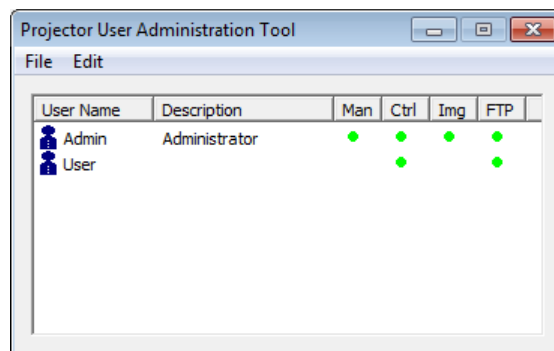 Projector User Administration Tool
File Edit
User Name Description Man Ctrl Img FTP
Admin Administrator
User